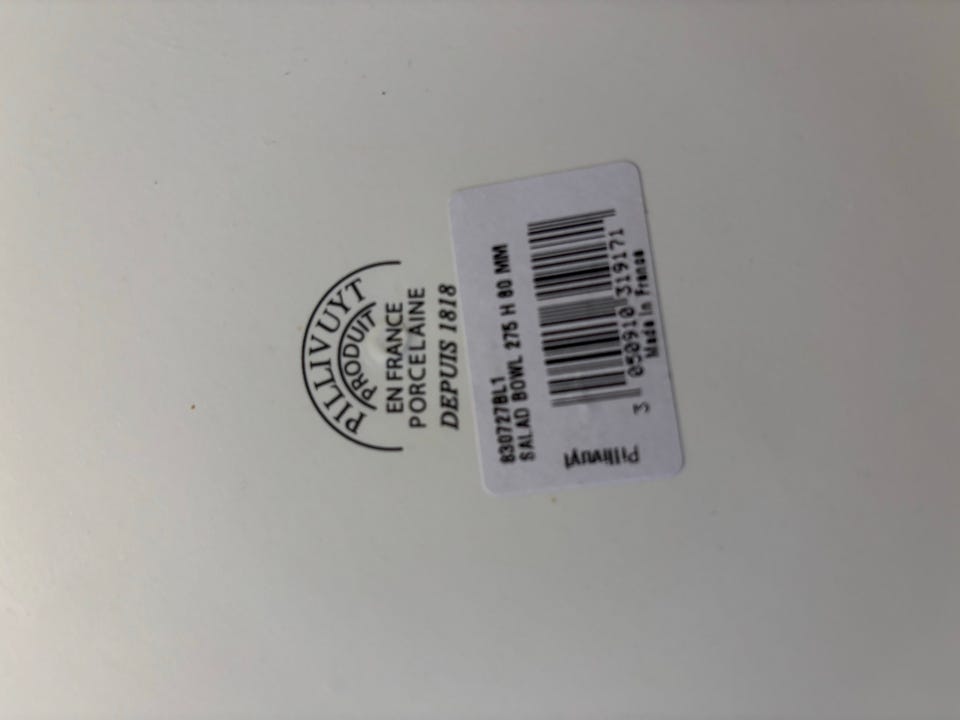 PILLIVUYT
PRODUIT
EN FRANCE
PORCELAINE
DEPUIS 1818
830727BL1
SALAD BOWL 275 H 80 MM
3 050910 319171
Made in France
Pillivuyt